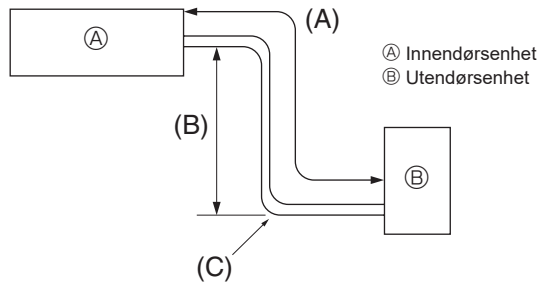 (A)
Ⓐ
Ⓐ Innendørsenhet
Ⓑ Utendørsenhet
(B)
Ⓑ
(C)